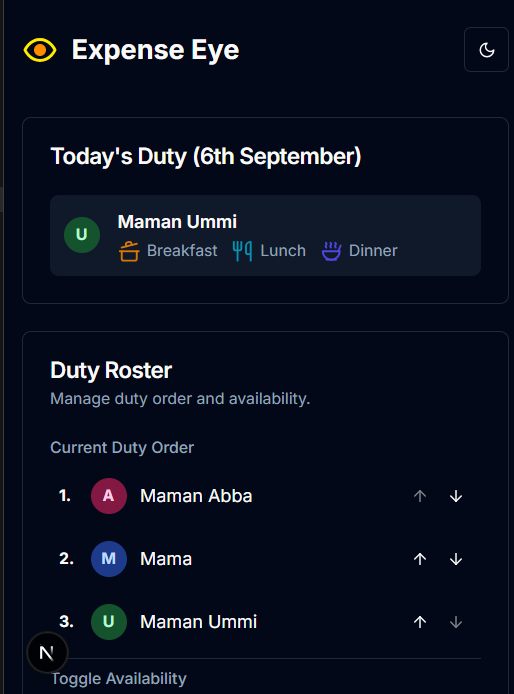 Expense Eye
Today's Duty (6th September)
U
Maman Ummi
Breakfast Lunch Dinner
Duty Roster
Manage duty order and availability.
Current Duty Order
1. A Maman Abba
2. M Mama
3. U Maman Ummi
N
Toggle Availability